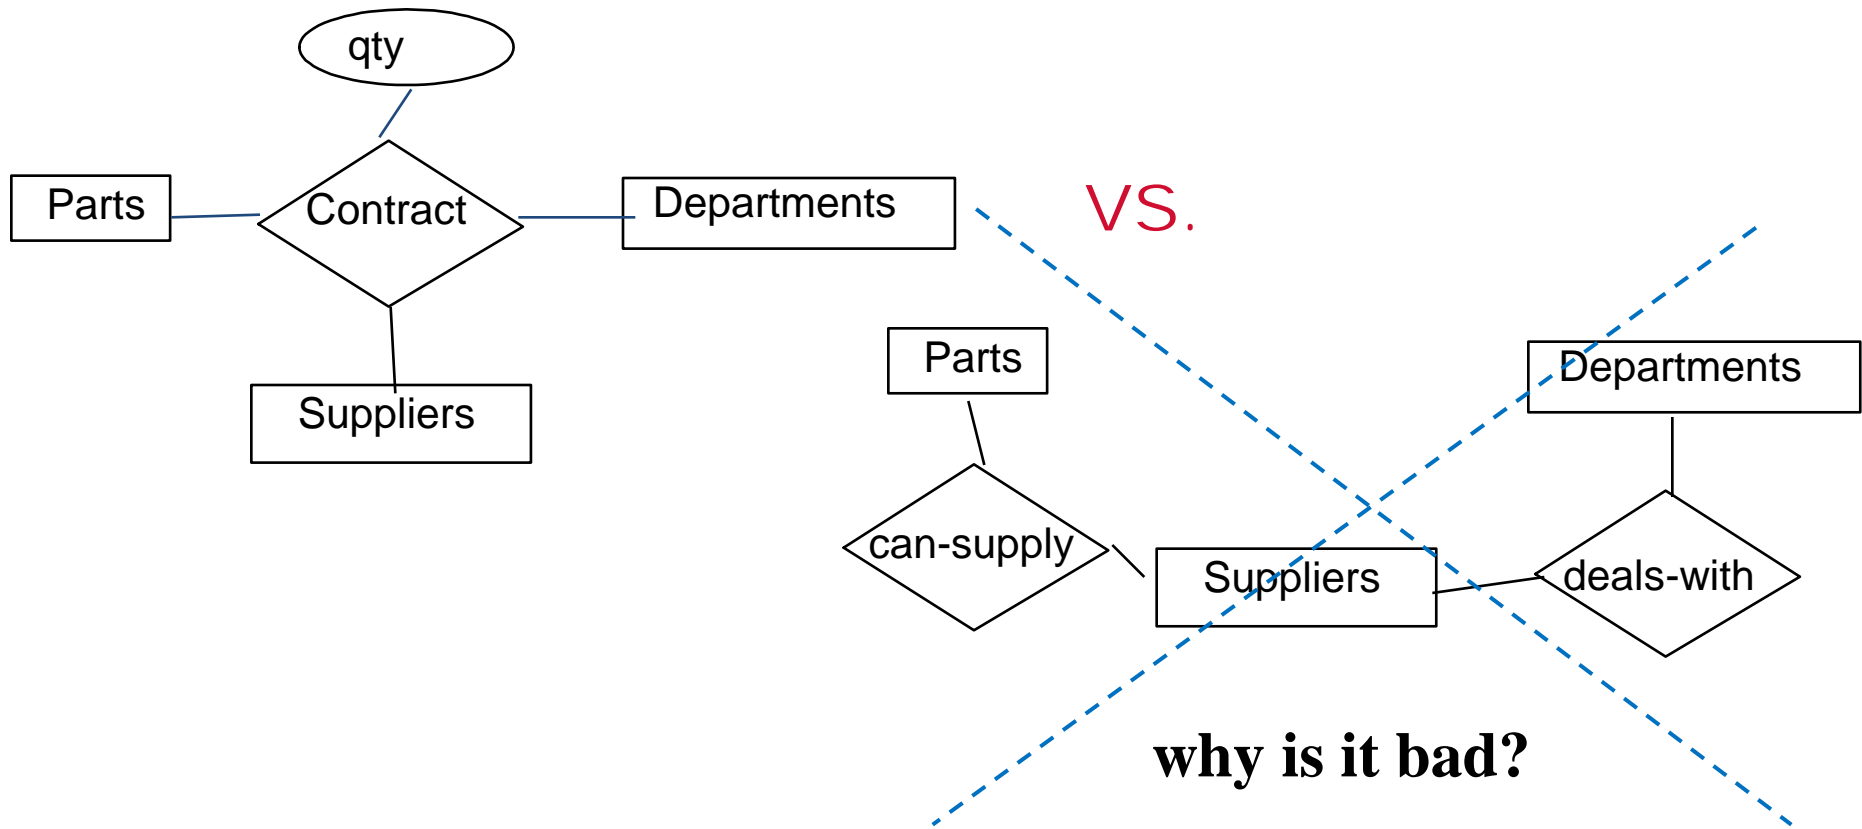 qty
Parts
Contract
Departments
Suppliers
vs.
Parts
Departments
can-supply
Suppliers
deals-with
why is it bad?